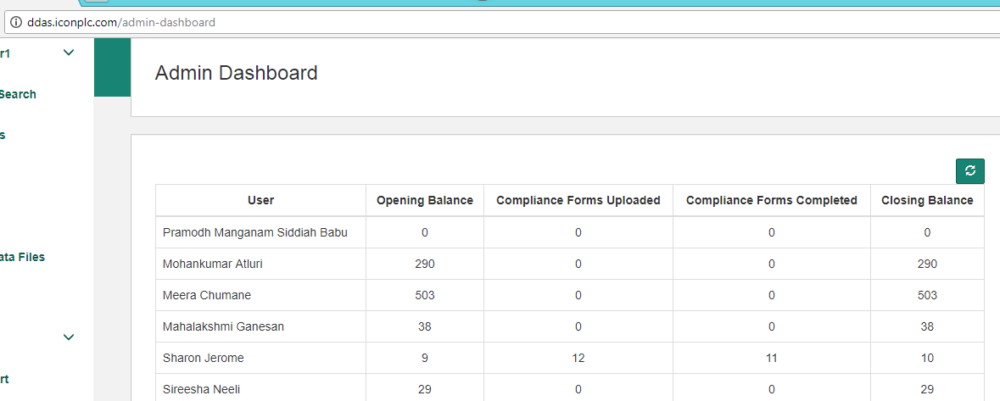 ddas.iconplc.com/admin-dashboard
r1
Admin Dashboard
Search
s
User Opening Balance Compliance Forms Uploaded Compliance Forms Completed Closing Balance
Pramodh Manganam Siddiah Babu 0 0 0 0
ata Files
Mohankumar Atluri 290 0 0 290
Meera Chumane 503 0 0 503
Mahalakshmi Ganesan 38 0 0 38
Sharon Jerome 9 12 11 10
rt
Sireesha Neeli 29 0 0 29